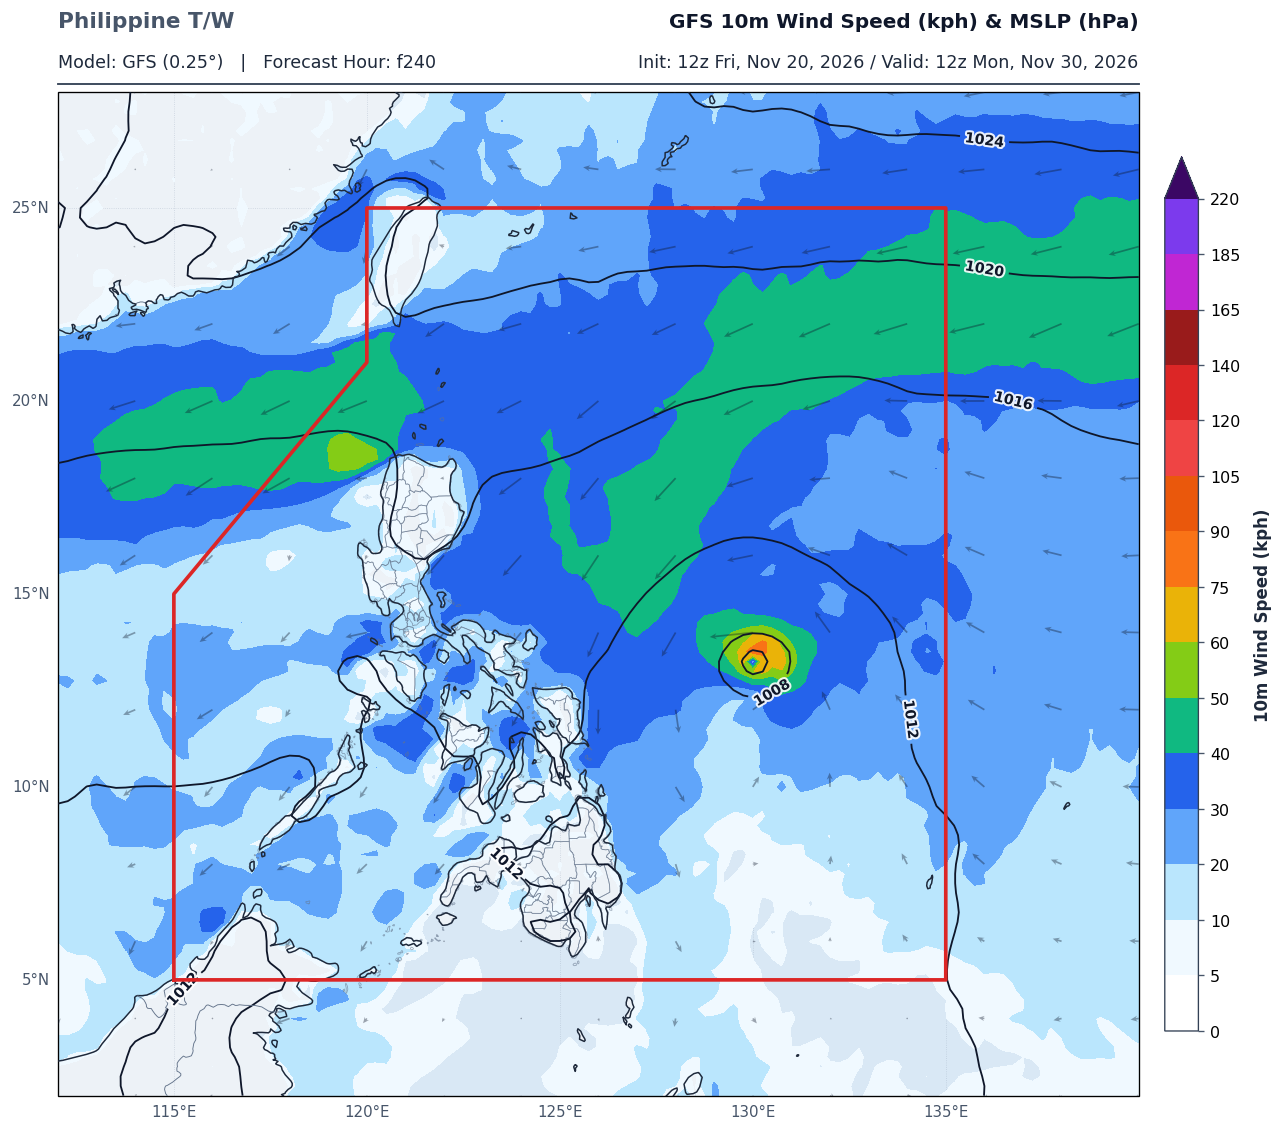 Philippine T/W
GFS 10m Wind Speed (kph) & MSLP (hPa)
Model: GFS (0.25°) | Forecast Hour: f240
Init: 12z Fri, Nov 20, 2026 / Valid: 12z Mon, Nov 30, 2026
1024
1020
1016
1008
1012
1012
1012
25°N
20°N
15°N
10°N
5°N
115°E
120°E
125°E
130°E
135°E
220
185
165
140
120
105
90
75
60
50
40
30
20
10
5
0
10m Wind Speed (kph)